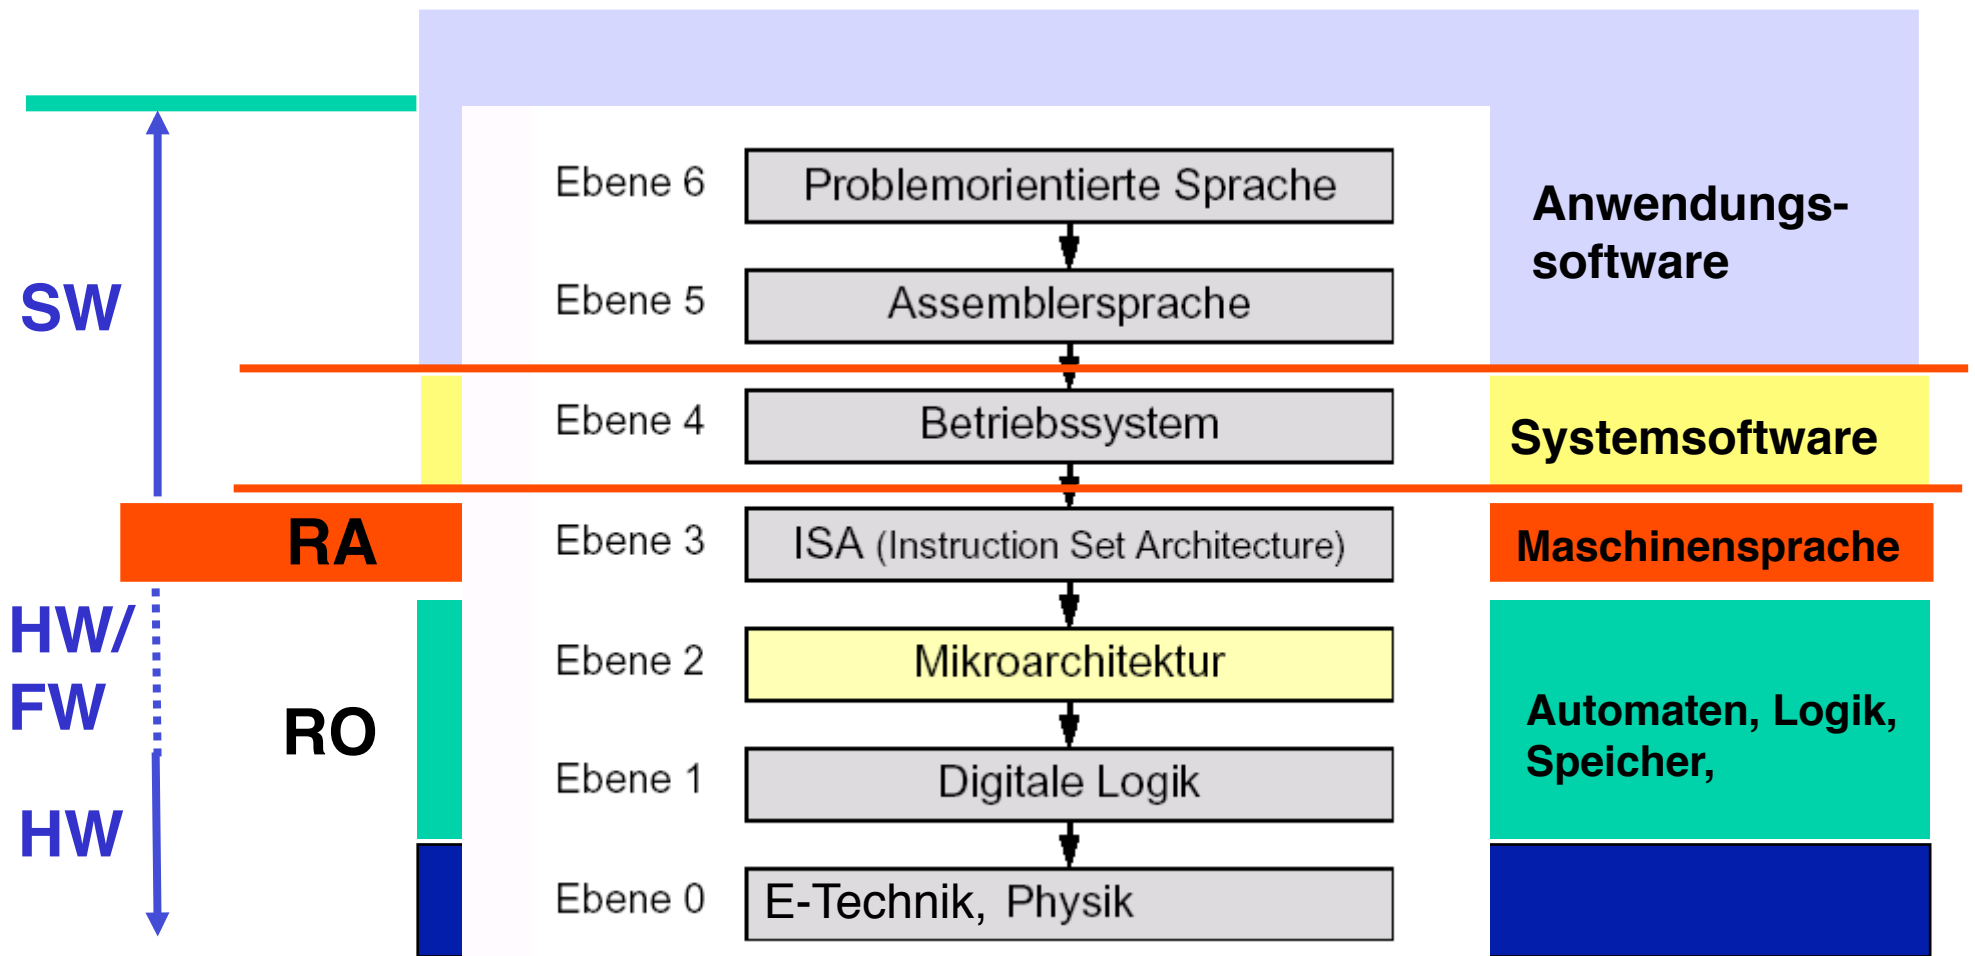 Ebene 6 Problemorientierte Sprache
Anwendungs-
software
SW
Ebene 5 Assemblersprache
Ebene 4 Betriebssystem
Systemsoftware
RA
Ebene 3 ISA (Instruction Set Architecture)
Maschinensprache
HW/
FW
Ebene 2 Mikroarchitektur
RO
Automaten, Logik,
Speicher,
Ebene 1 Digitale Logik
HW
Ebene 0 E-Technik, Physik